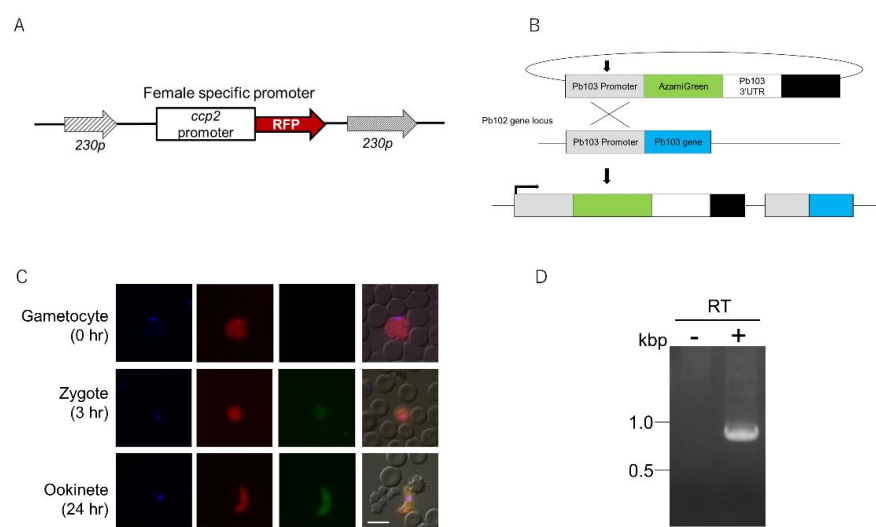 A
Female specific promoter
ccp2
promoter
RFP
230p
230p
B
Pb103 Promoter
AzamiGreen
Pb103
3'UTR
Pb102 gene locus
Pb103 Promoter
Pb103 gene
C
Gametocyte
(0 hr)
Zygote
(3 hr)
Ookinete
(24 hr)
D
RT
kbp
- +
1.0
0.5